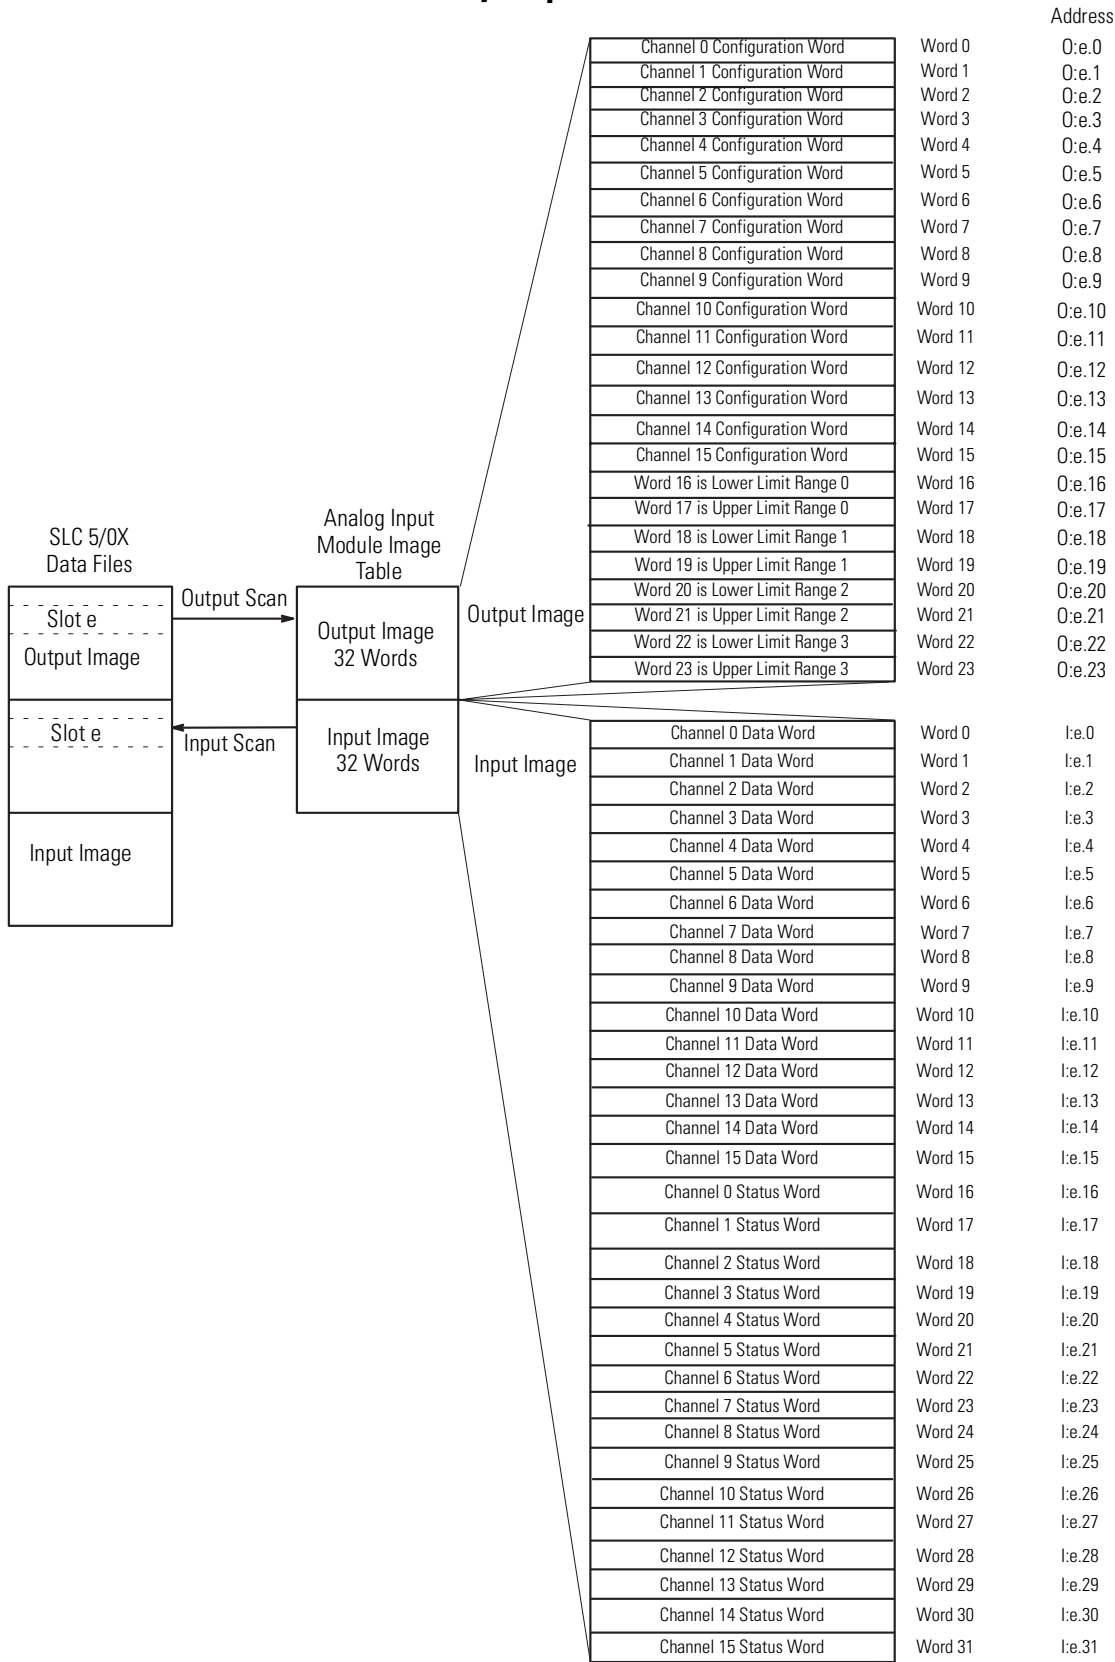 Address
Channel 0 Configuration Word Word 0 O:e.0
Channel 1 Configuration Word Word 1 O:e.1
Channel 2 Configuration Word Word 2 O:e.2
Channel 3 Configuration Word Word 3 O:e.3
Channel 4 Configuration Word Word 4 O:e.4
Channel 5 Configuration Word Word 5 O:e.5
Channel 6 Configuration Word Word 6 O:e.6
Channel 7 Configuration Word Word 7 O:e.7
Channel 8 Configuration Word Word 8 O:e.8
Channel 9 Configuration Word Word 9 O:e.9
Channel 10 Configuration Word Word 10 O:e.10
Channel 11 Configuration Word Word 11 O:e.11
Channel 12 Configuration Word Word 12 O:e.12
Channel 13 Configuration Word Word 13 O:e.13
Channel 14 Configuration Word Word 14 O:e.14
Channel 15 Configuration Word Word 15 O:e.15
Word 16 is Lower Limit Range 0 Word 16 O:e.16
Word 17 is Upper Limit Range 0 Word 17 O:e.17
Word 18 is Lower Limit Range 1 Word 18 O:e.18
Word 19 is Upper Limit Range 1 Word 19 O:e.19
Word 20 is Lower Limit Range 2 Word 20 O:e.20
Word 21 is Upper Limit Range 2 Word 21 O:e.21
Word 22 is Lower Limit Range 3 Word 22 O:e.22
Word 23 is Upper Limit Range 3 Word 23 O:e.23
SLC 5/0X
Data Files
Slot e
Output Image
Slot e
Input Image
Output Scan
Input Scan
Analog Input
Module Image
Table
Output Image
32 Words
Input Image
32 Words
Output Image
Input Image
Channel 0 Data Word Word 0 I:e.0
Channel 1 Data Word Word 1 I:e.1
Channel 2 Data Word Word 2 I:e.2
Channel 3 Data Word Word 3 I:e.3
Channel 4 Data Word Word 4 I:e.4
Channel 5 Data Word Word 5 I:e.5
Channel 6 Data Word Word 6 I:e.6
Channel 7 Data Word Word 7 I:e.7
Channel 8 Data Word Word 8 I:e.8
Channel 9 Data Word Word 9 I:e.9
Channel 10 Data Word Word 10 I:e.10
Channel 11 Data Word Word 11 I:e.11
Channel 12 Data Word Word 12 I:e.12
Channel 13 Data Word Word 13 I:e.13
Channel 14 Data Word Word 14 I:e.14
Channel 15 Data Word Word 15 I:e.15
Channel 0 Status Word Word 16 I:e.16
Channel 1 Status Word Word 17 I:e.17
Channel 2 Status Word Word 18 I:e.18
Channel 3 Status Word Word 19 I:e.19
Channel 4 Status Word Word 20 I:e.20
Channel 5 Status Word Word 21 I:e.21
Channel 6 Status Word Word 22 I:e.22
Channel 7 Status Word Word 23 I:e.23
Channel 8 Status Word Word 24 I:e.24
Channel 9 Status Word Word 25 I:e.25
Channel 10 Status Word Word 26 I:e.26
Channel 11 Status Word Word 27 I:e.27
Channel 12 Status Word Word 28 I:e.28
Channel 13 Status Word Word 29 I:e.29
Channel 14 Status Word Word 30 I:e.30
Channel 15 Status Word Word 31 I:e.31